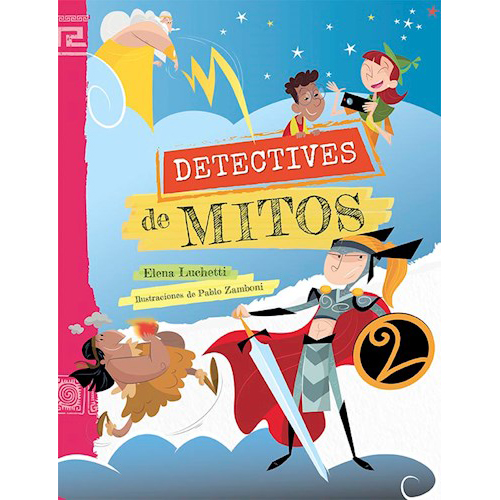 DETECTIVES
de MITOS
Elena Luchetti
Ilustraciones de Pablo Zamboni
2